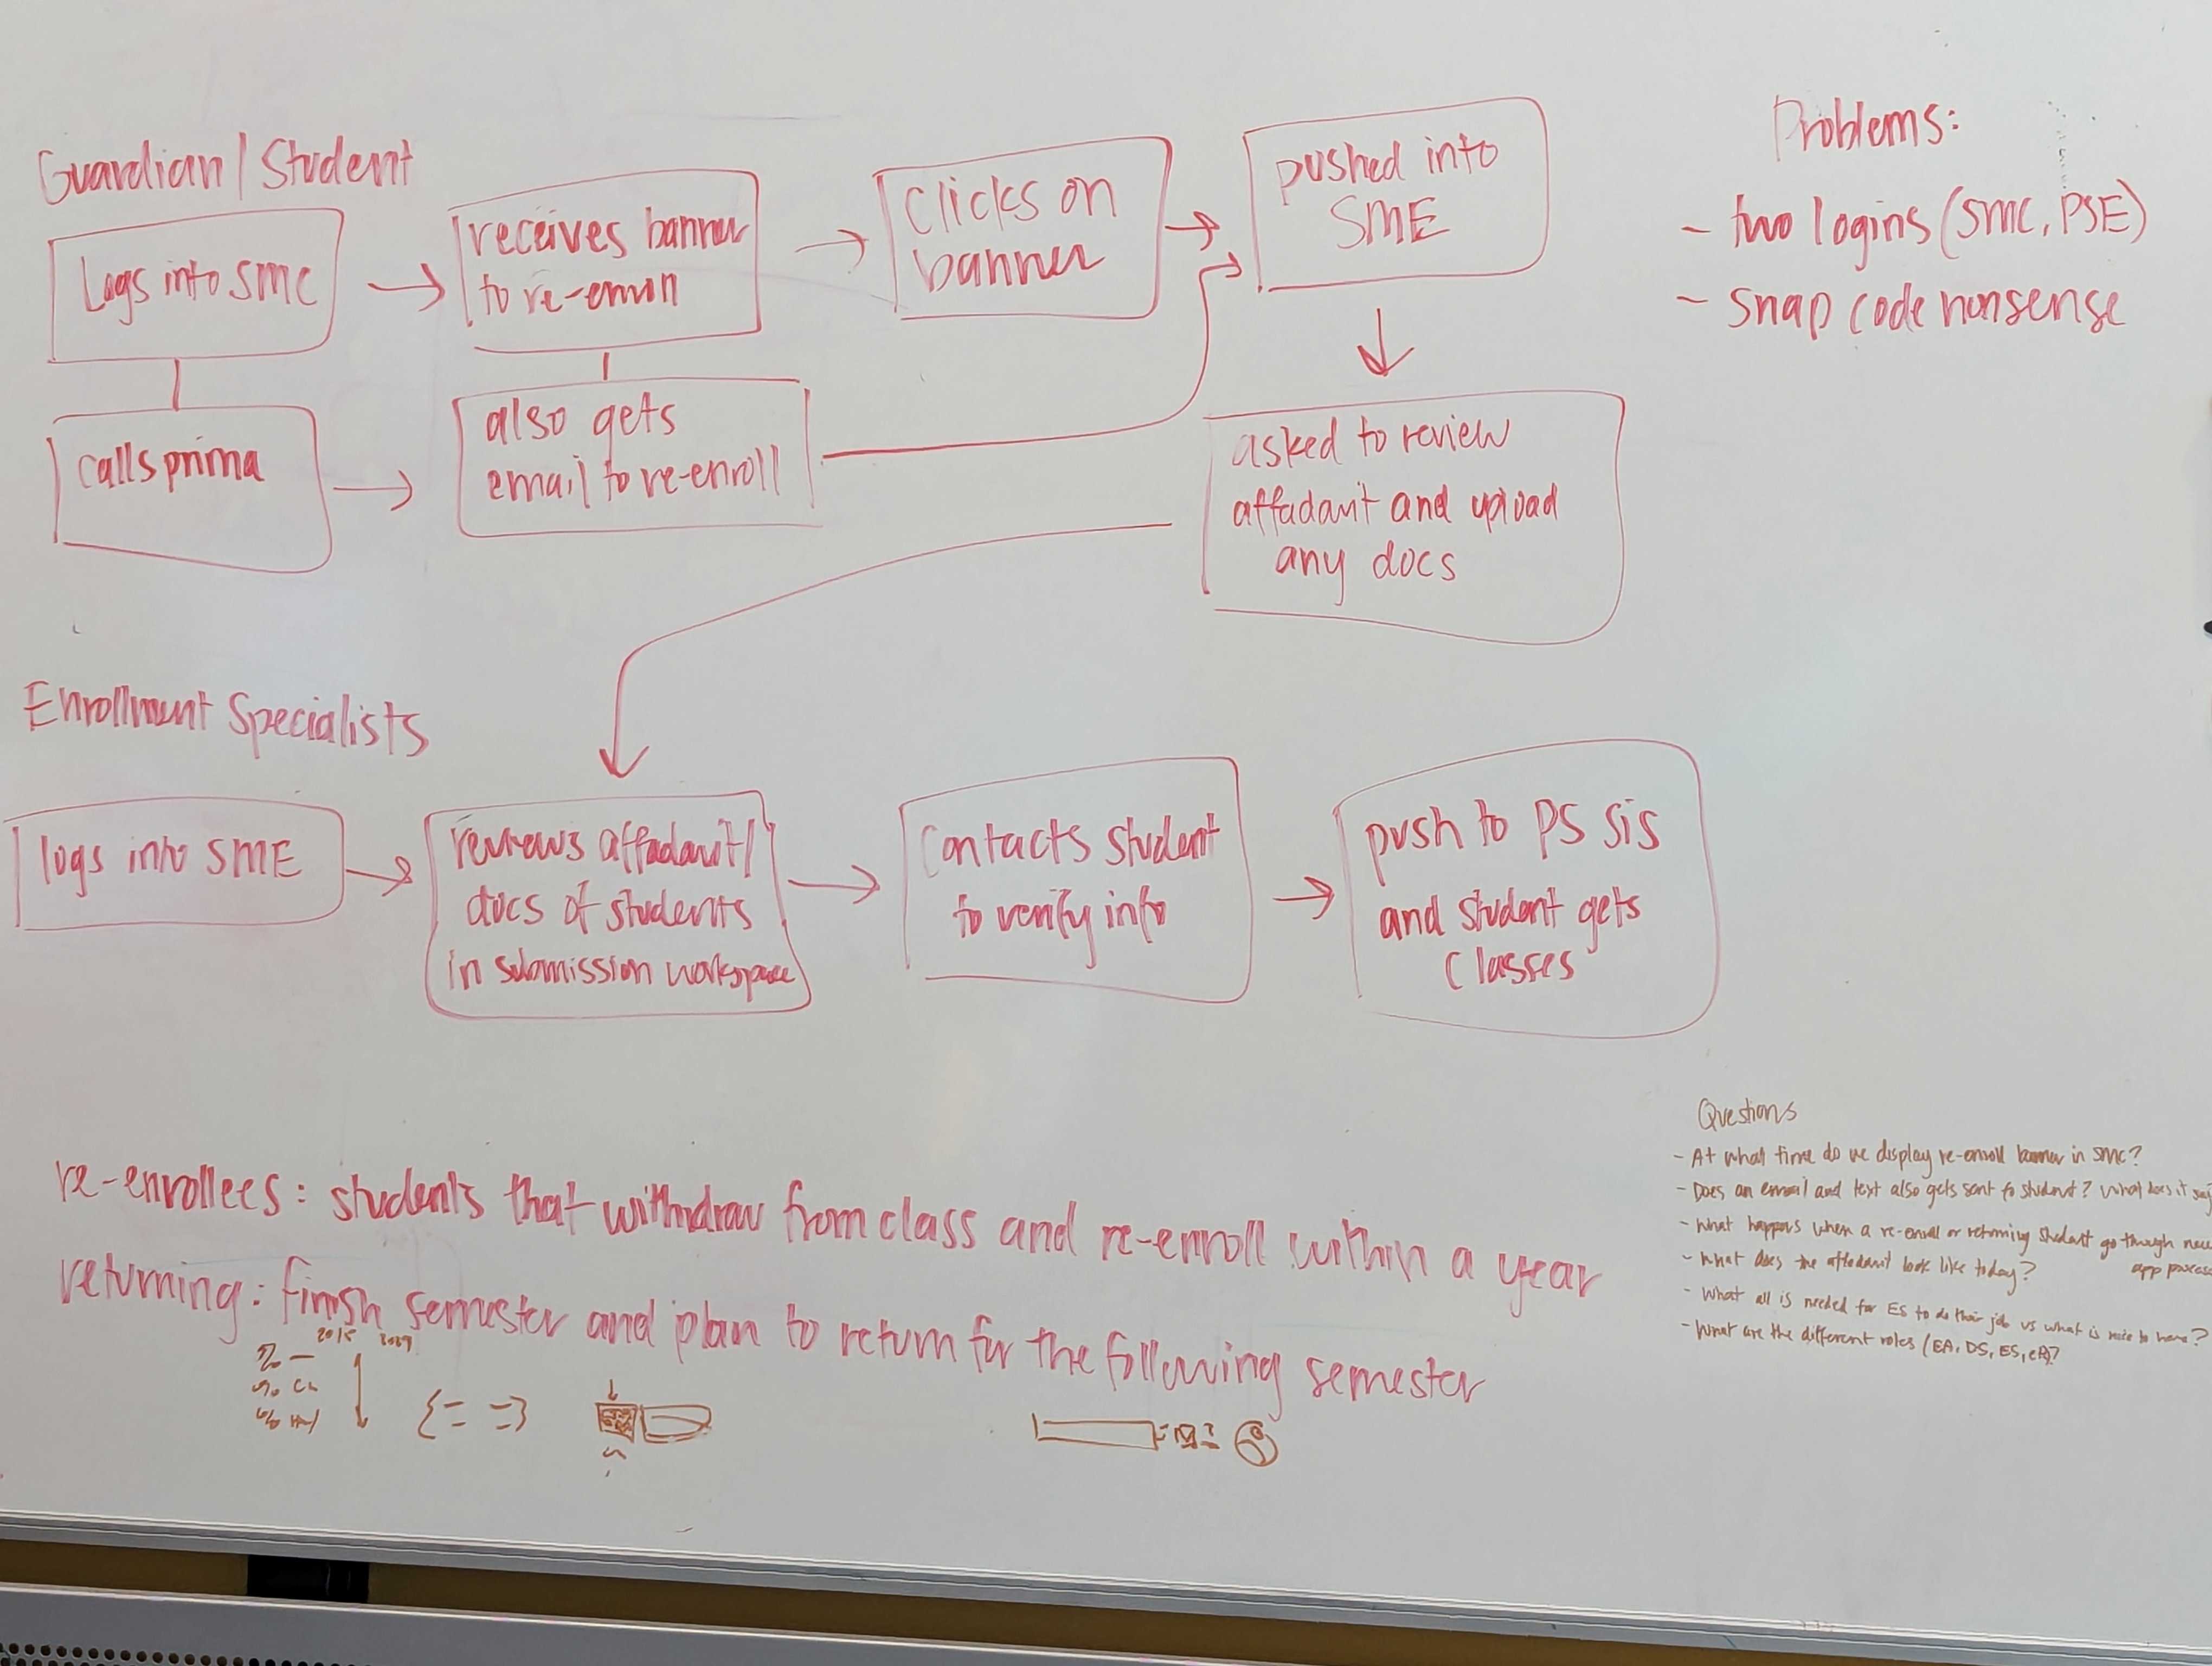 Guardian / Student
Logs into SMC
receives banner
to re-enroll
clicks on
banner
pushed into
SME
calls prima
also gets
email to re-enroll
asked to review
affadavit and upload
any docs
Problems:
- two logins (SMC, PSE)
- snap code nonsense
Enrollment Specialists
logs into SME
reviews affadavit/
docs of students
in submission workspace
contacts student
to verify info
push to PS SIS
and student gets
classes
re-enrollees: students that withdraw from class and re-enroll within a year
returning: finish semester and plan to return for the following semester
Questions
- At what time do we display re-enroll banner in SMC?
- Does an email and text also gets sent to student? What does it say
- What happens when a re-enroll or returning student go through new
app process
- What does the affadavit look like today?
- What all is needed for ES to do their job vs what is nice to have?
- What are the different roles (EA, DS, ES,
2015